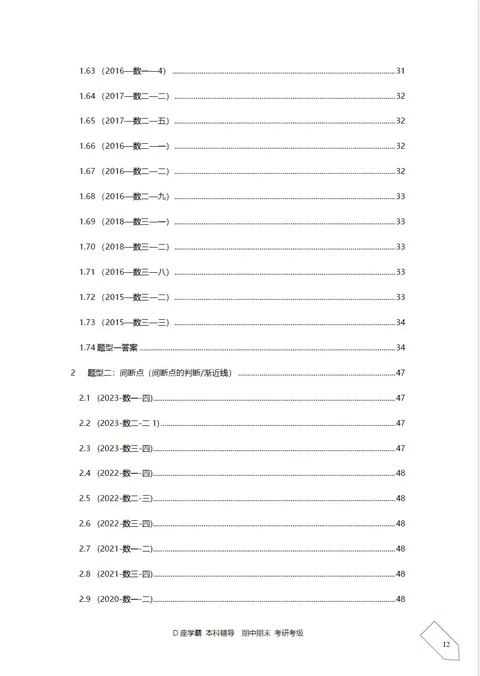 1.63（2016—数一—4）31
1.64（2017—数二—二）32
1.65（2017—数二—五）32
1.66（2016—数二—一）32
1.67（2016—数二—二）32
1.68（2016—数二—九）33
1.69（2018—数三—一）33
1.70（2018—数三—二）33
1.71（2016—数三—八）33
1.72（2015—数三—二）33
1.73（2015—数三—三）34
1.74 题型一答案34
2 题型二：间断点（间断点的判断/渐近线）47
2.1 (2023-数一-四)47
2.2 (2023-数二-二 1)47
2.3 (2023-数三-四)47
2.4 (2022-数一-四)48
2.5 (2022-数二-三)48
2.6 (2022-数三-四)48
2.7 (2021-数一-二)48
2.8 (2021-数三-四)48
2.9 (2020-数一-二)48
D 座学霸 本科辅导 期中期末 考研考级
12